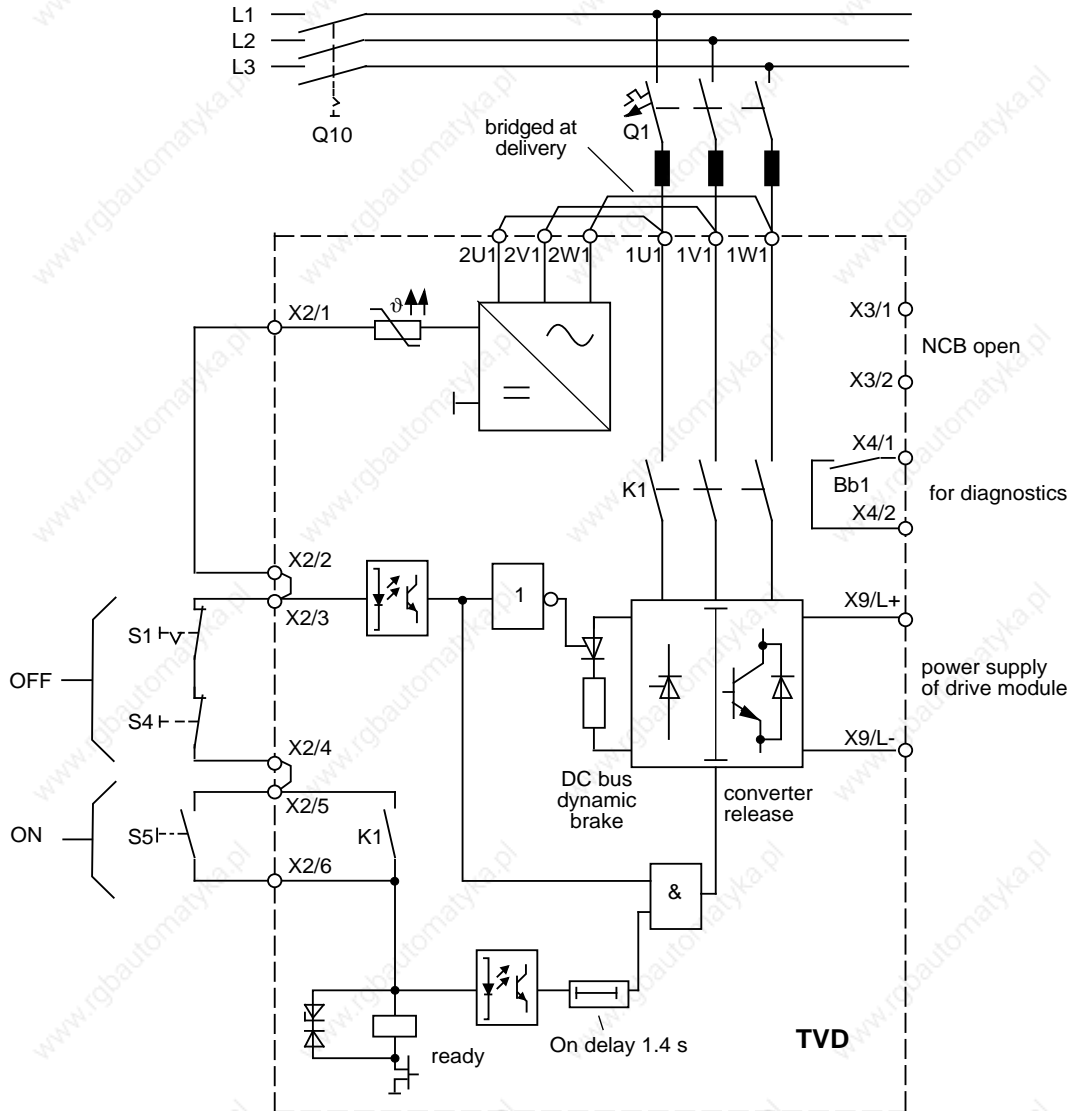 L1
L2
L3
Q10
Q1
bridged at
delivery
2U1 2V1 2W1 1U1 1V1 1W1
X2/1
ϑ
X3/1
NCB open
X3/2
X4/1
K1
Bb1
for diagnostics
X4/2
X2/2
1
X2/3
X9/L+
S1
OFF
power supply
of drive module
S4
X9/L-
X2/4
DC bus
dynamic
brake
converter
release
X2/5
ON
S5
K1
X2/6
&
ready
On delay 1.4 s
TVD
www.rgbautomatyka.pl